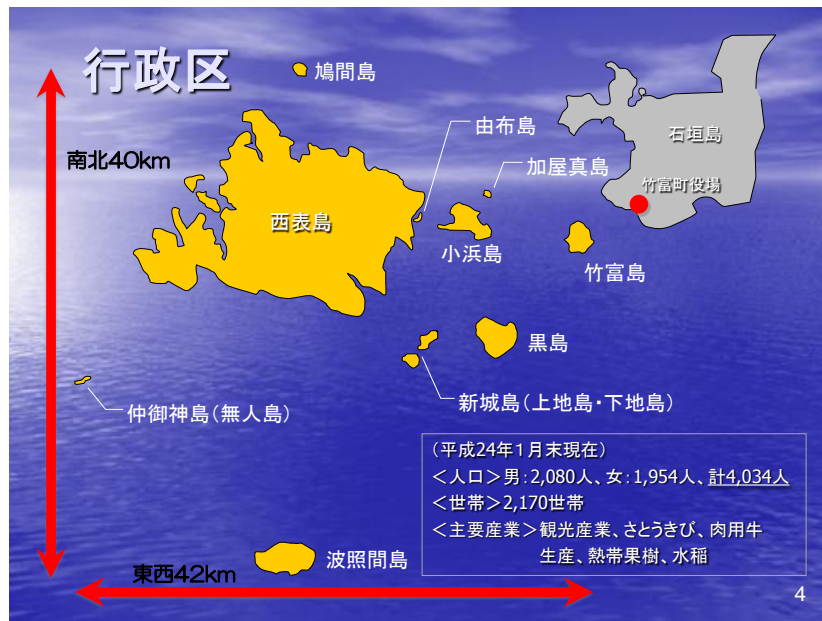 行政区
鳩間島
由布島
石垣島
南北40km
加屋真島
竹富町役場
西表島
小浜島
竹富島
黒島
新城島(上地島・下地島)
仲御神島(無人島)
(平成24年1月末現在)
<人口>男:2,080人、女:1,954人、計4,034人
<世帯>2,170世帯
<主要産業>観光産業、さとうきび、肉用牛
生産、熱帯果樹、水稲
波照間島
東西42km
4